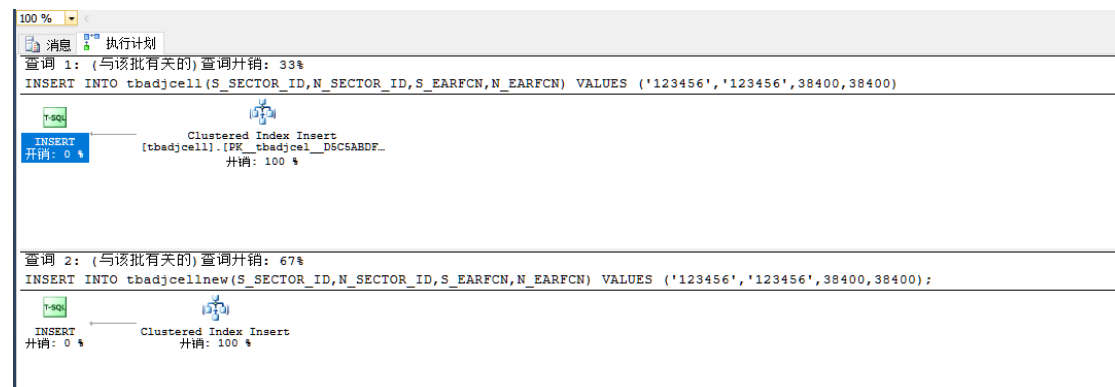 100 %
消息 执行计划
查询 1: (与该批有关的)查询开销: 33%
INSERT INTO tbadjcell(S_SECTOR_ID,N_SECTOR_ID,S_EARFCN,N_EARFCN) VALUES ('123456','123456',38400,38400)
T-SQL
INSERT
开销: 0 %
Clustered Index Insert
[tbadjcell].[PK__tbadjcel__D5C5ABDF…
开销: 100 %
查询 2: (与该批有关的)查询开销: 67%
INSERT INTO tbadjcellnew(S_SECTOR_ID,N_SECTOR_ID,S_EARFCN,N_EARFCN) VALUES ('123456','123456',38400,38400);
T-SQL
INSERT
开销: 0 %
Clustered Index Insert
开销: 100 %